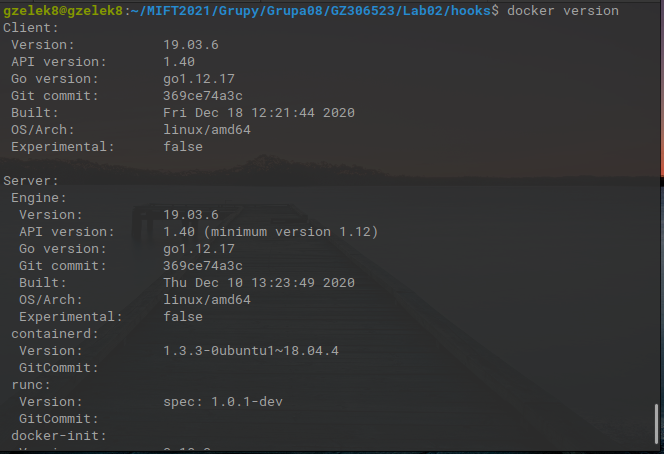 gzelek8@gzelek8:~/MIFT2021/Grupy/Grupa08/GZ306523/Lab02/hooks$ docker version
Client:
 Version:           19.03.6
 API version:       1.40
 Go version:        go1.12.17
 Git commit:        369ce74a3c
 Built:             Fri Dec 18 12:21:44 2020
 OS/Arch:           linux/amd64
 Experimental:      false

Server:
 Engine:
  Version:          19.03.6
  API version:      1.40 (minimum version 1.12)
  Go version:       go1.12.17
  Git commit:       369ce74a3c
  Built:            Thu Dec 10 13:23:49 2020
  OS/Arch:          linux/amd64
  Experimental:     false
 containerd:
  Version:          1.3.3-0ubuntu1~18.04.4
  GitCommit:
 runc:
  Version:          spec: 1.0.1-dev
  GitCommit:
 docker-init: